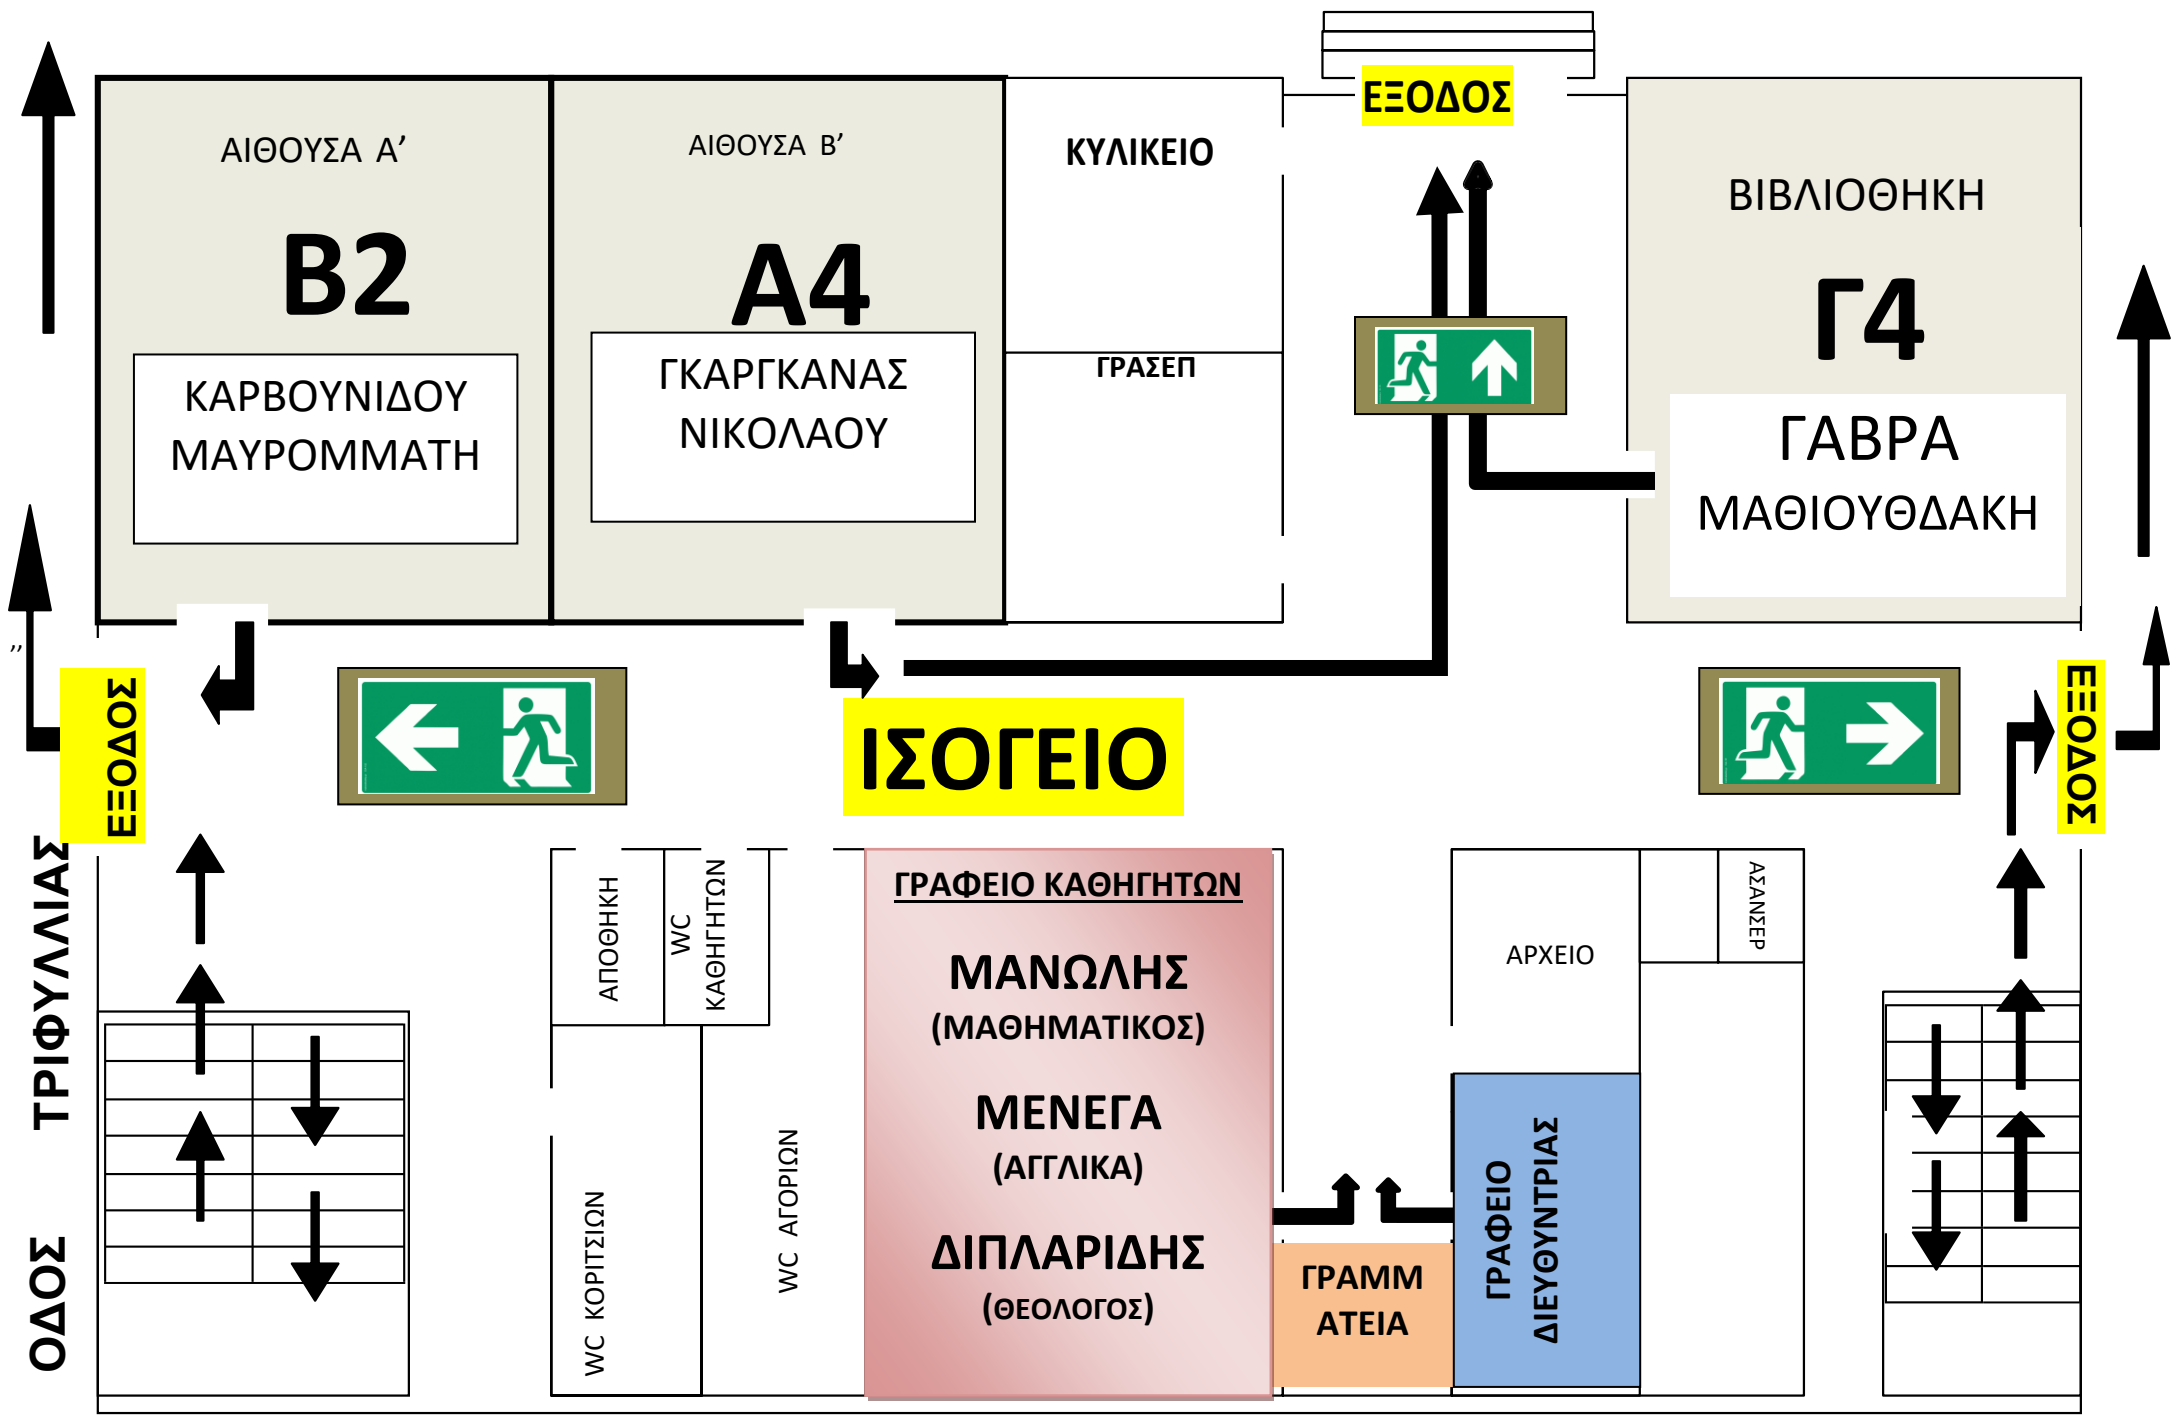 ΕΞΟΔΟΣ
ΑΙΘΟΥΣΑ Α’
Β2
ΚΑΡΒΟΥΝΙΔΟΥ
ΜΑΥΡΟΜΜΑΤΗ
ΑΙΘΟΥΣΑ Β’
Α4
ΓΚΑΡΓΚΑΝΑΣ
ΝΙΚΟΛΑΟΥ
ΚΥΛΙΚΕΙΟ
ΓΡΑΣΕΠ
ΒΙΒΛΙΟΘΗΚΗ
Γ4
ΓΑΒΡΑ
ΜΑΘΙΟΥΘΔΑΚΗ
,,
ΕΞΟΔΟΣ
ΙΣΟΓΕΙΟ
ΕΞΟΔΟΣ
ΟΔΟΣ ΤΡΙΦΥΛΛΙΑΣ
ΑΠΟΘΗΚΗ
WC
ΚΑΘΗΓΗΤΩΝ
WC ΚΟΡΙΤΣΙΩΝ
WC ΑΓΟΡΙΩΝ
ΓΡΑΦΕΙΟ ΚΑΘΗΓΗΤΩΝ
ΜΑΝΩΛΗΣ
(ΜΑΘΗΜΑΤΙΚΟΣ)
ΜΕΝΕΓΑ
(ΑΓΓΛΙΚΑ)
ΔΙΠΛΑΡΙΔΗΣ
(ΘΕΟΛΟΓΟΣ)
ΓΡΑΜΜ
ΑΤΕΙΑ
ΑΡΧΕΙΟ
ΓΡΑΦΕΙΟ
ΔΙΕΥΘΥΝΤΡΙΑΣ
ΑΣΑΝΣΕΡ